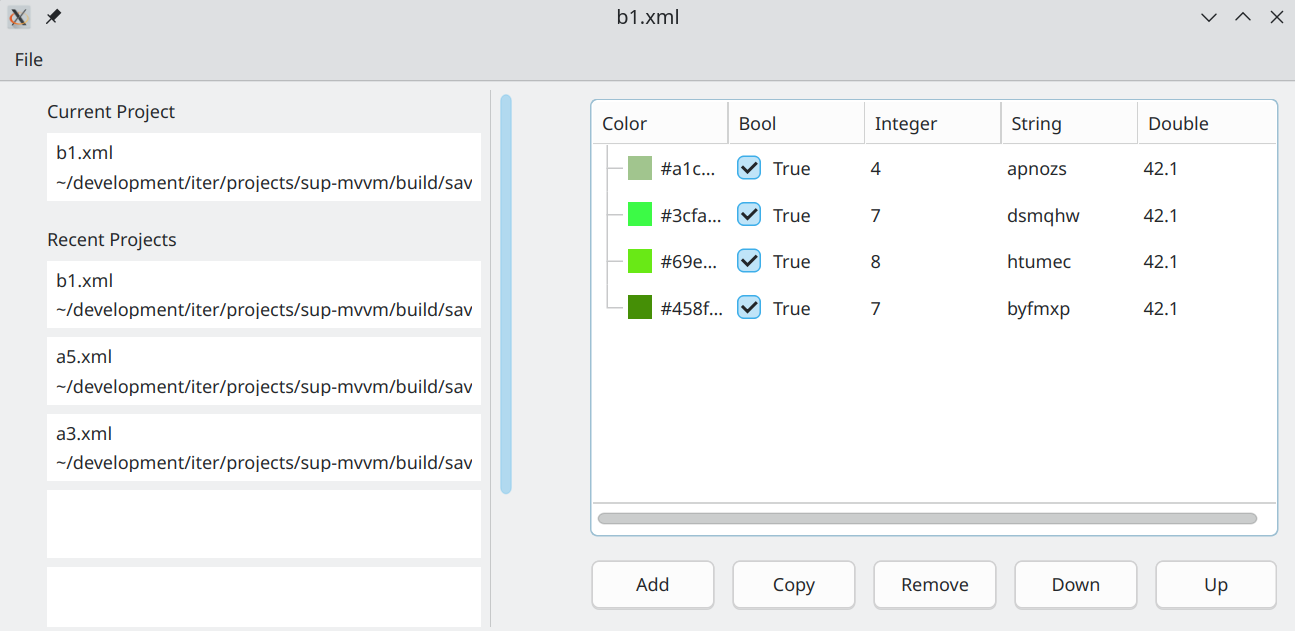 b1.xml
File
Current Project
b1.xml
~/development/iter/projects/sup-mvvm/build/sav
Recent Projects
b1.xml
~/development/iter/projects/sup-mvvm/build/sav
a5.xml
~/development/iter/projects/sup-mvvm/build/sav
a3.xml
~/development/iter/projects/sup-mvvm/build/sav
Color Bool Integer String Double
#a1c... True 4 apnozs 42.1
#3cfa... True 7 dsmqhw 42.1
#69e... True 8 htumec 42.1
#458f... True 7 byfmxp 42.1
Add Copy Remove Down Up